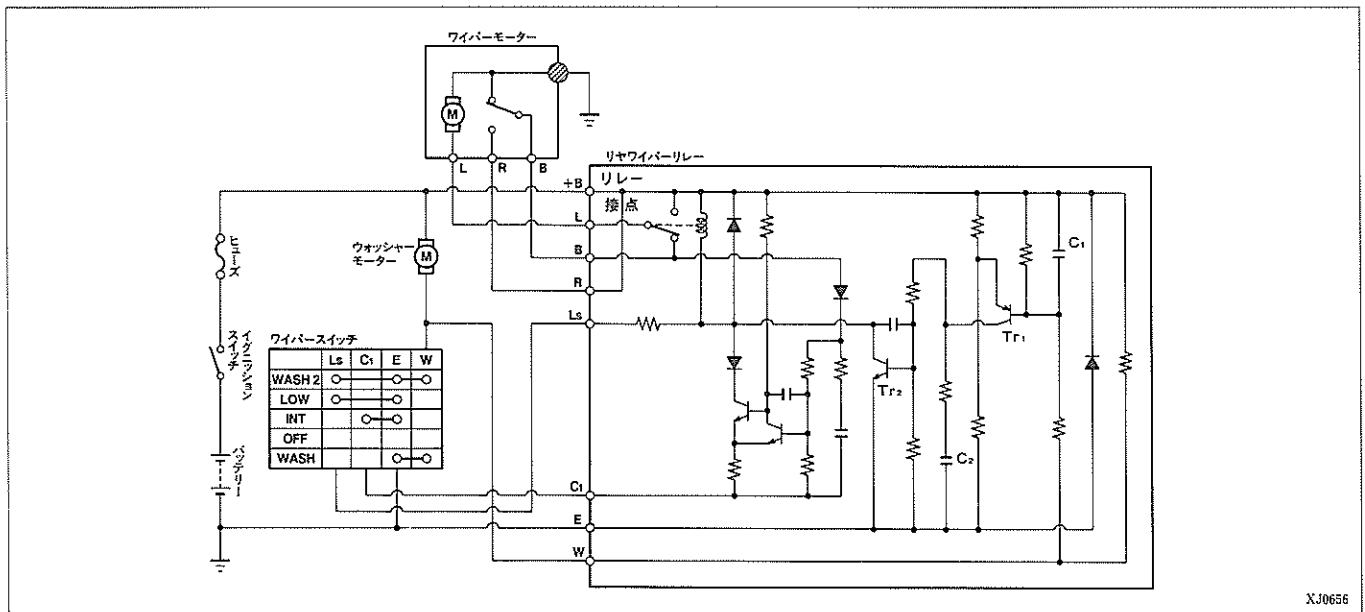 ワイパーモーター
M
L R B
リヤワイパーリレー
リレー
接点
+B
L
B
R
Ls
C₁
E
W
ヒューズ
イグニッション
スイッチ
バッテリー
ウォッシャー
モーター
M
ワイパースイッチ
Ls C₁ E W
WASH 2
LOW
INT
OFF
WASH
C₁
Tr₁
Tr₂
C₂
XJ0656